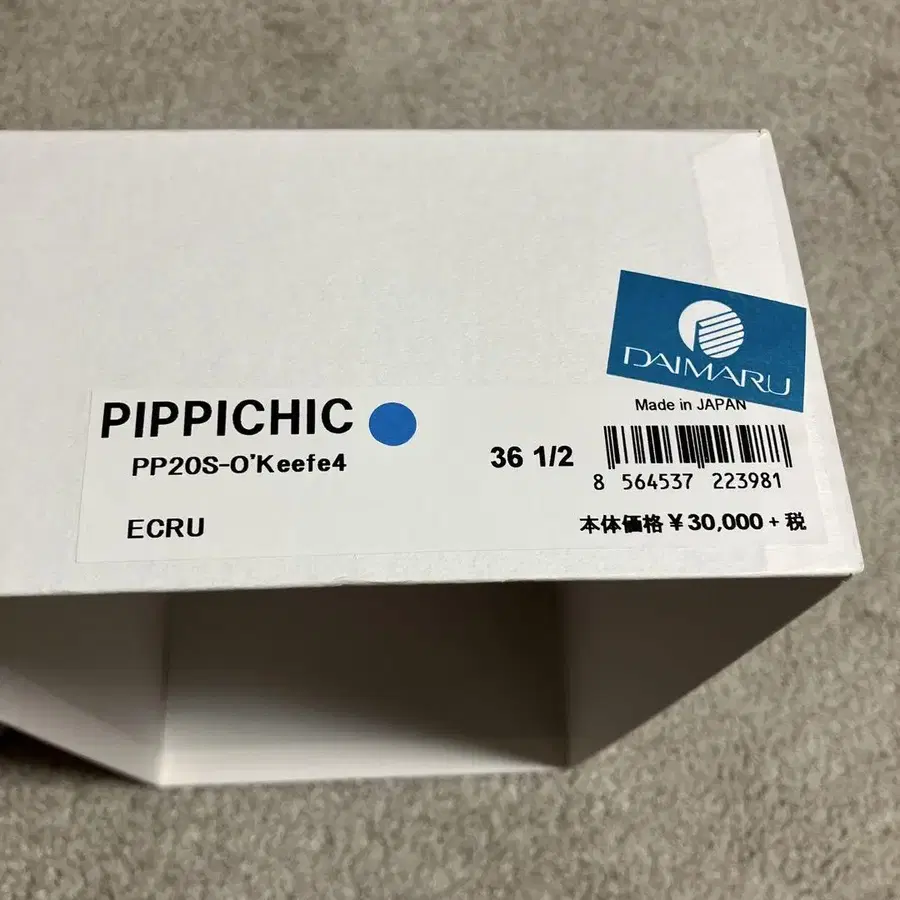 DAIMARU
PIPPICHIC
Made in JAPAN
PP20S-O'Keefe4
36 1/2
8 564537 223981
ECRU
本体価格 ¥30,000 + 税